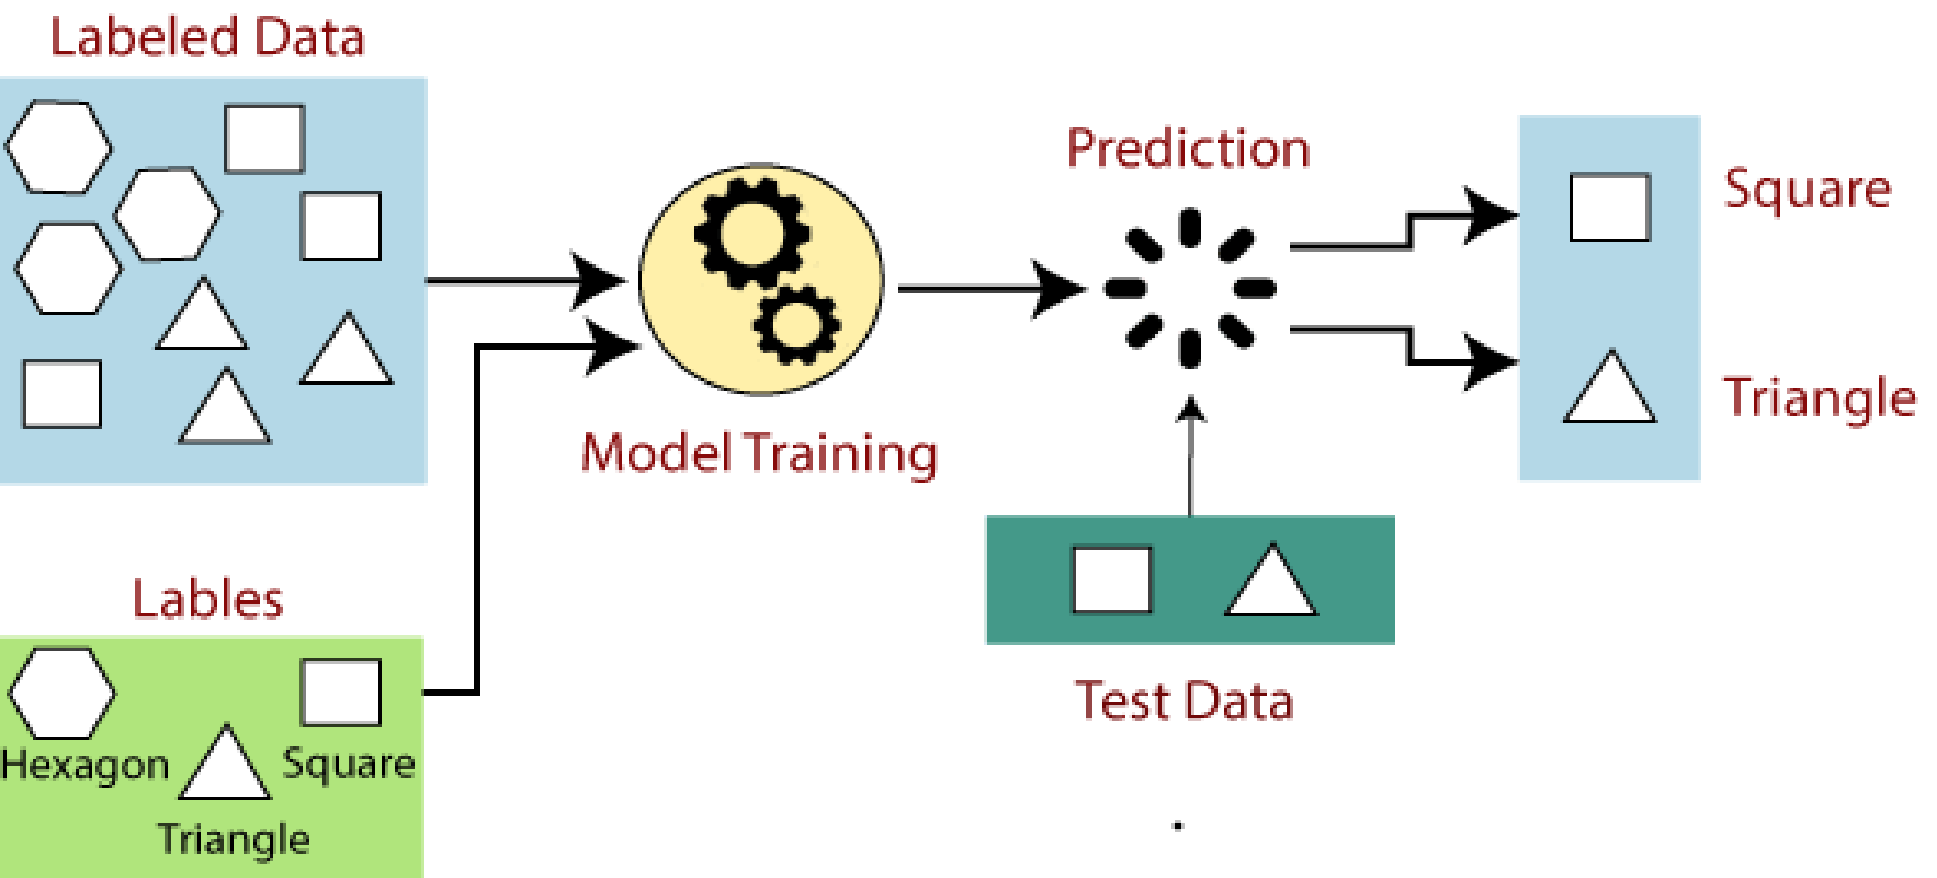 Labeled Data
Prediction
Square
Triangle
Model Training
Lables
Hexagon
Square
Triangle
Test Data